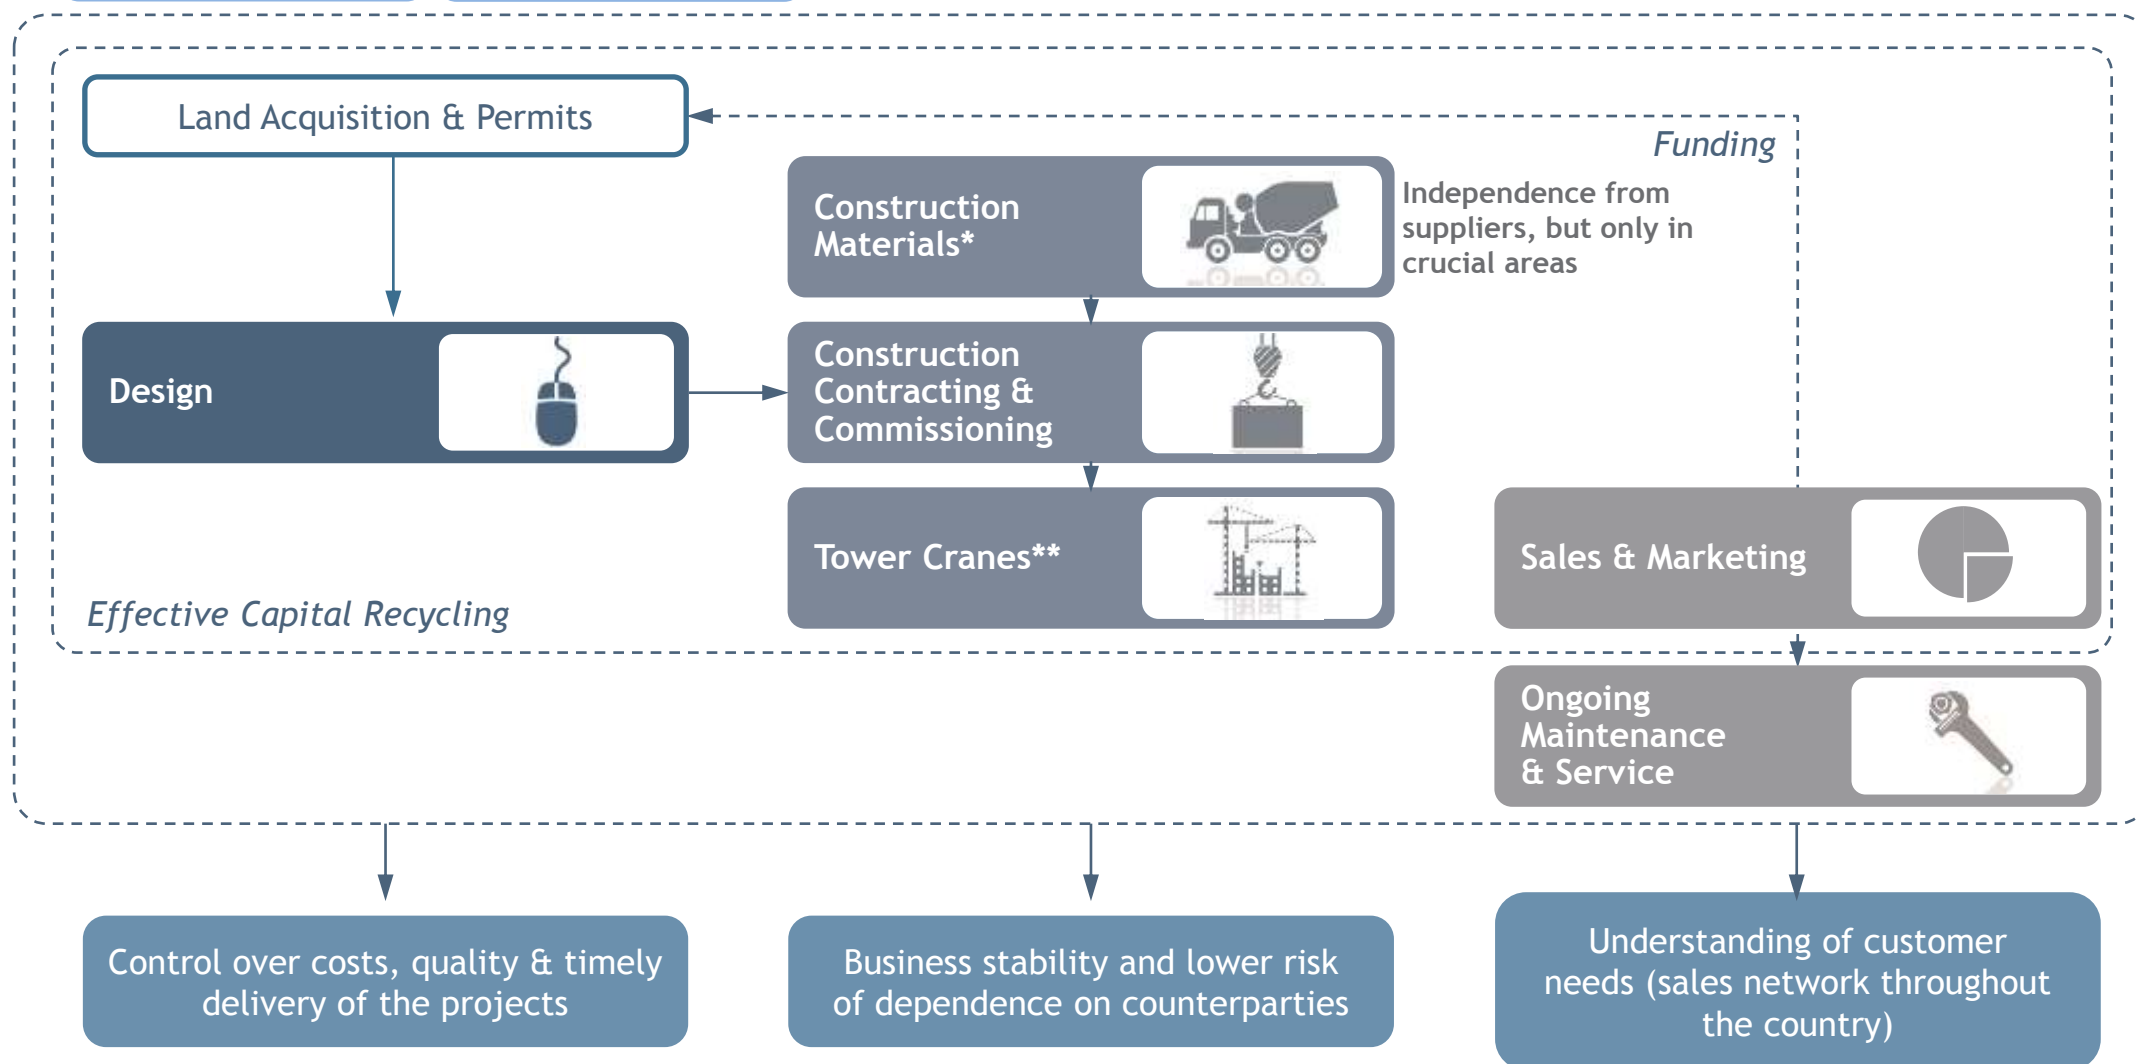 Land Acquisition & Permits
Funding
Construction
Materials*
Independence from
suppliers, but only in
crucial areas
Design
Construction
Contracting &
Commissioning
Tower Cranes**
Sales & Marketing
Effective Capital Recycling
Ongoing
Maintenance
& Service
Control over costs, quality & timely
delivery of the projects
Business stability and lower risk
of dependence on counterparties
Understanding of customer
needs (sales network throughout
the country)